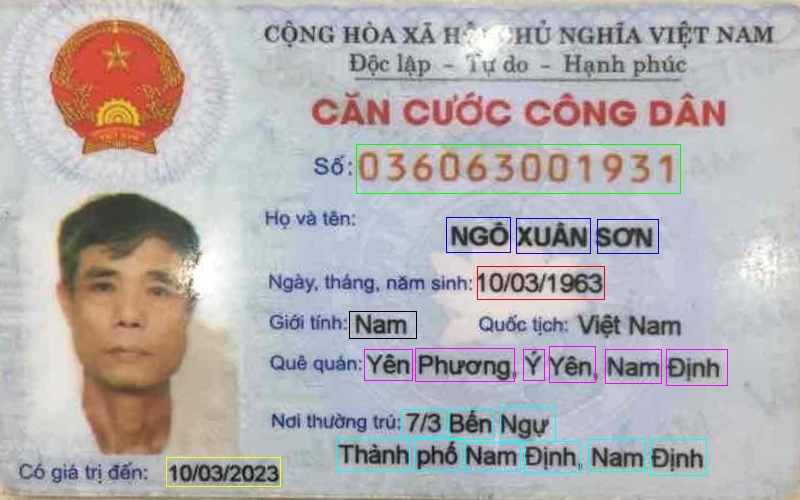 CỘNG HÒA XÃ HỘI CHỦ NGHĨA VIỆT NAM
Độc lập - Tự do - Hạnh phúc
CĂN CƯỚC CÔNG DÂN
Số: 036063001931
Họ và tên:
NGÔ XUÂN SƠN
Ngày, tháng, năm sinh: 10/03/1963
Giới tính: Nam Quốc tịch: Việt Nam
Quê quán: Yên Phương, Ý Yên, Nam Định
Nơi thường trú: 7/3 Bến Ngự
Thành phố Nam Định, Nam Định
Có giá trị đến: 10/03/2023